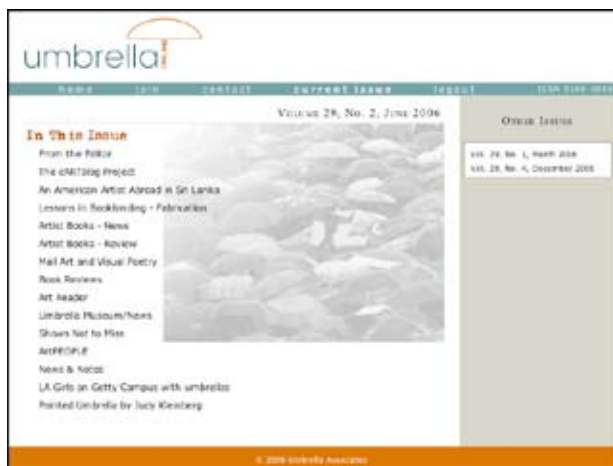 umbrella
home join contact current issue logout
VOLUME 29, NO. 2, JUNE 2006
In This Issue
From the Editor
The eARTalog Project
An American Artist Abroad in Sri Lanka
Lessons in Bookbinding - Fabrication
Artist Books - News
Artist Books - Review
Mail Art and Visual Poetry
Book Reviews
Art Reader
Umbrella Museum/News
Shows Not to Miss
ArtPEOPLE
News & Notes
LA Girls on Getty Campus with umbrellas
Painted Umbrella by Judy Kleinberg
OTHER ISSUES
Vol. 29, No. 1, March 2006
Vol. 28, No. 4, December 2005
© 2006 Umbrella Associates